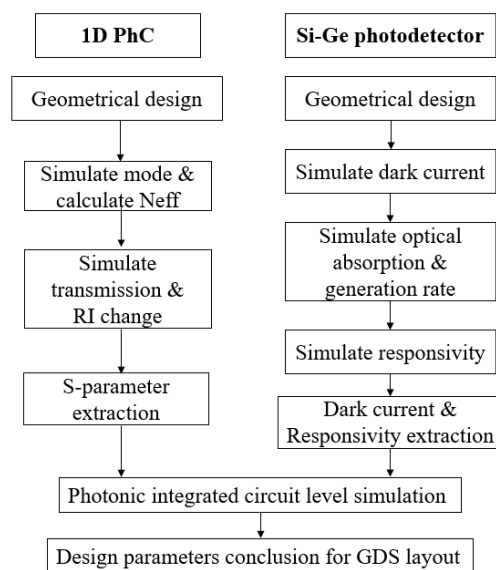 1D PhC
Geometrical design
Simulate mode &
calculate Neff
Simulate
transmission &
RI change
S-parameter
extraction
Si-Ge photodetector
Geometrical design
Simulate dark current
Simulate optical
absorption &
generation rate
Simulate responsivity
Dark current &
Responsivity extraction
Photonic integrated circuit level simulation
Design parameters conclusion for GDS layout